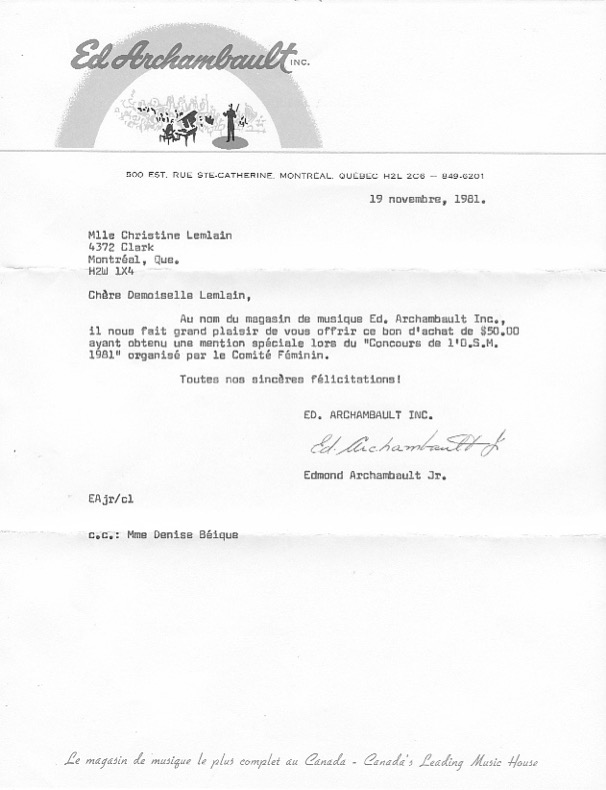 Ed Archambault INC.
500 EST, RUE STE-CATHERINE, MONTRÉAL, QUÉBEC H2L 2C6 — 849-6201
19 novembre, 1981.
Mlle Christine Lemlain
4372 Clark
Montréal, Que.
H2W 1X4
Chère Demoiselle Lemlain,
Au nom du magasin de musique Ed. Archambault Inc.,
il nous fait grand plaisir de vous offrir ce bon d'achat de $50.00
ayant obtenu une mention spéciale lors du "Concours de l'O.S.M.
1981" organisé par le Comité Féminin.
Toutes nos sincères félicitations!
ED. ARCHAMBAULT INC.
Ed. Archambault Jr
Edmond Archambault Jr.
EAjr/cl
c.c.: Mme Denise Béique
Le magasin de musique le plus complet au Canada - Canada's Leading Music House